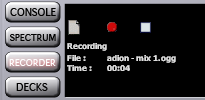 CONSOLE
SPECTRUM
RECORDER
DECKS
Recording
File : adion - mix 1.ogg
Time : 00:04